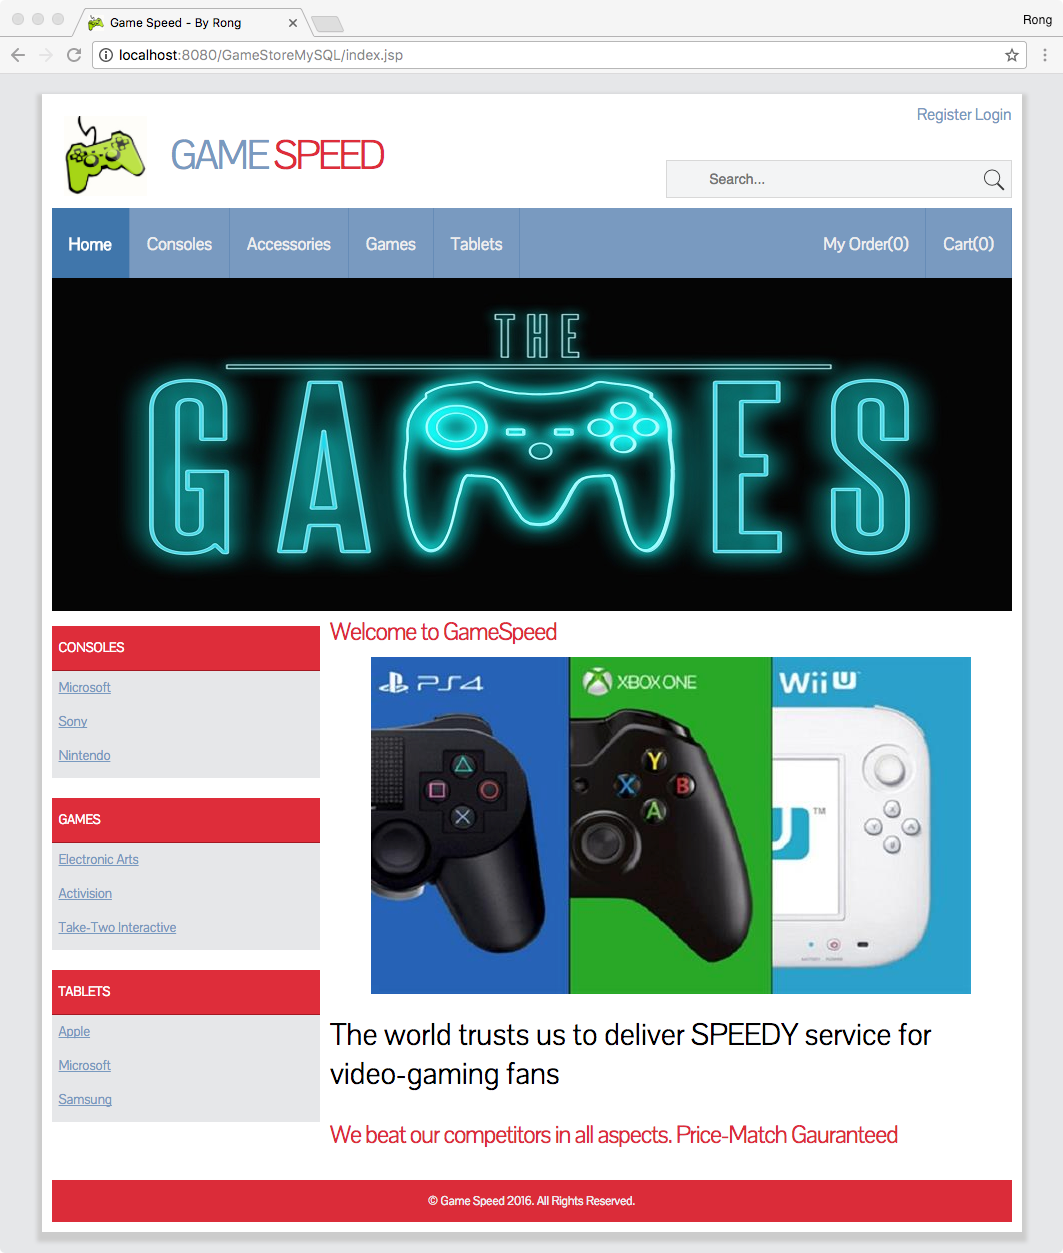 Game Speed - By Rong
Rong
localhost:8080/GameStoreMySQL/index.jsp
Register Login
GAME SPEED
Search...
Home Consoles Accessories Games Tablets My Order(0) Cart(0)
THE
GAMES
CONSOLES
Microsoft
Sony
Nintendo
GAMES
Electronic Arts
Activision
Take-Two Interactive
TABLETS
Apple
Microsoft
Samsung
Welcome to GameSpeed
PS4 XBOX ONE Wii U
Y
X B
A
TM
U
X
Y A
B
BATTERY POWER
The world trusts us to deliver SPEEDY service for
video-gaming fans
We beat our competitors in all aspects. Price-Match Gauranteed
© Game Speed 2016. All Rights Reserved.